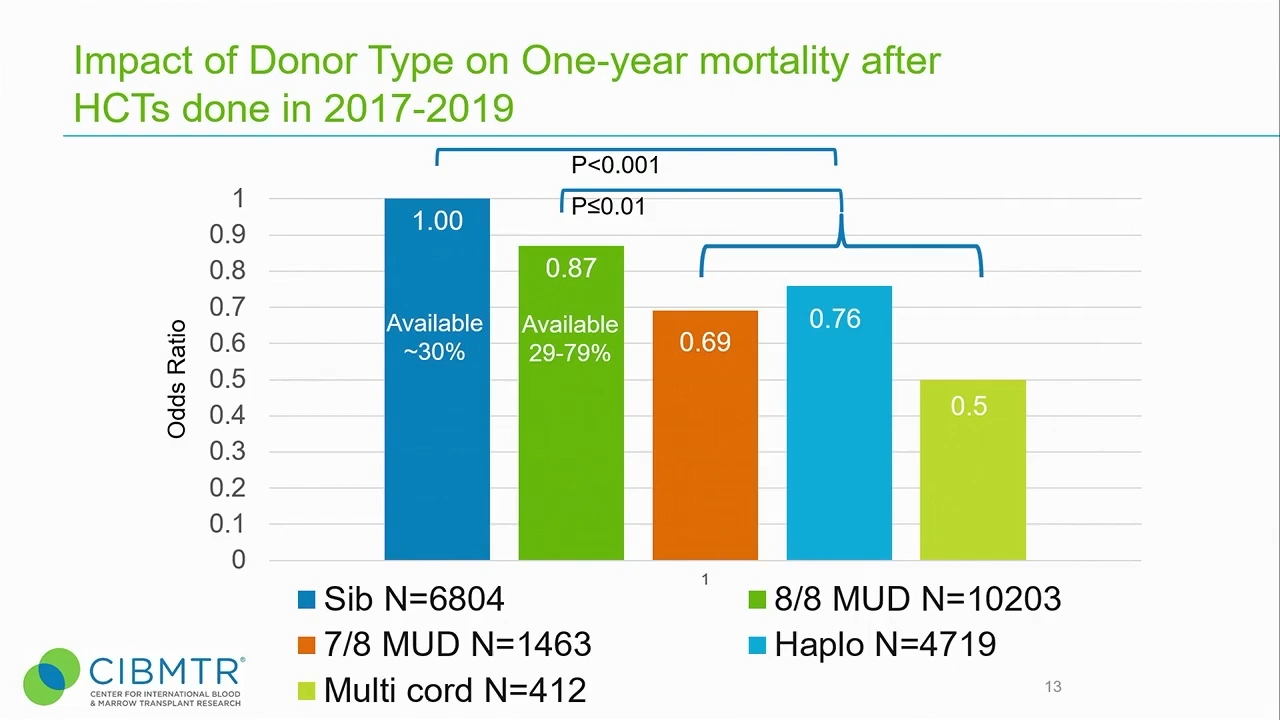 Impact of Donor Type on One-year mortality after
HCTs done in 2017-2019
P<0.001
P≤0.01
Odds Ratio
1
0.9
0.8
0.7
0.6
0.5
0.4
0.3
0.2
0.1
0
1.00
Available
~30%
0.87
Available
29-79%
0.69
0.76
0.5
1
Sib N=6804
8/8 MUD N=10203
7/8 MUD N=1463
Haplo N=4719
Multi cord N=412
CIBMTR®
CENTER FOR INTERNATIONAL BLOOD
& MARROW TRANSPLANT RESEARCH
13